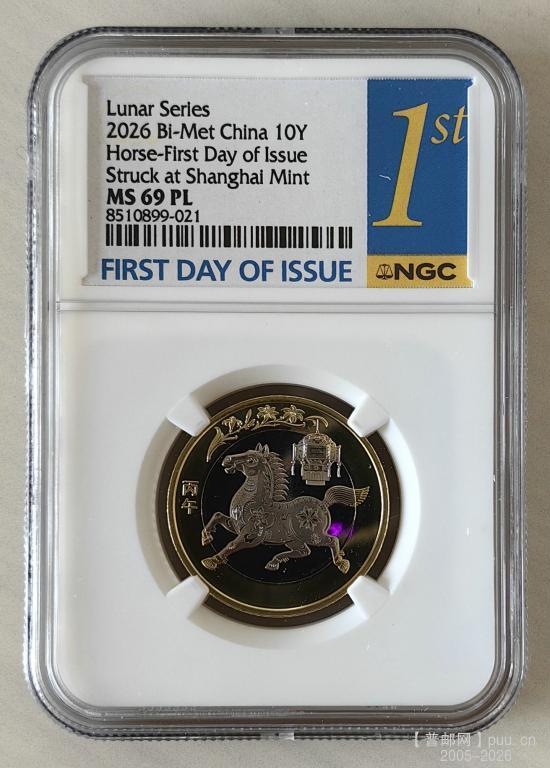 Lunar Series
2026 Bi-Met China 10Y
Horse-First Day of Issue
Struck at Shanghai Mint
MS 69 PL
8510899-021
FIRST DAY OF ISSUE
1st
NGC
丙午
【普邮网】puu.cn
2005-2026